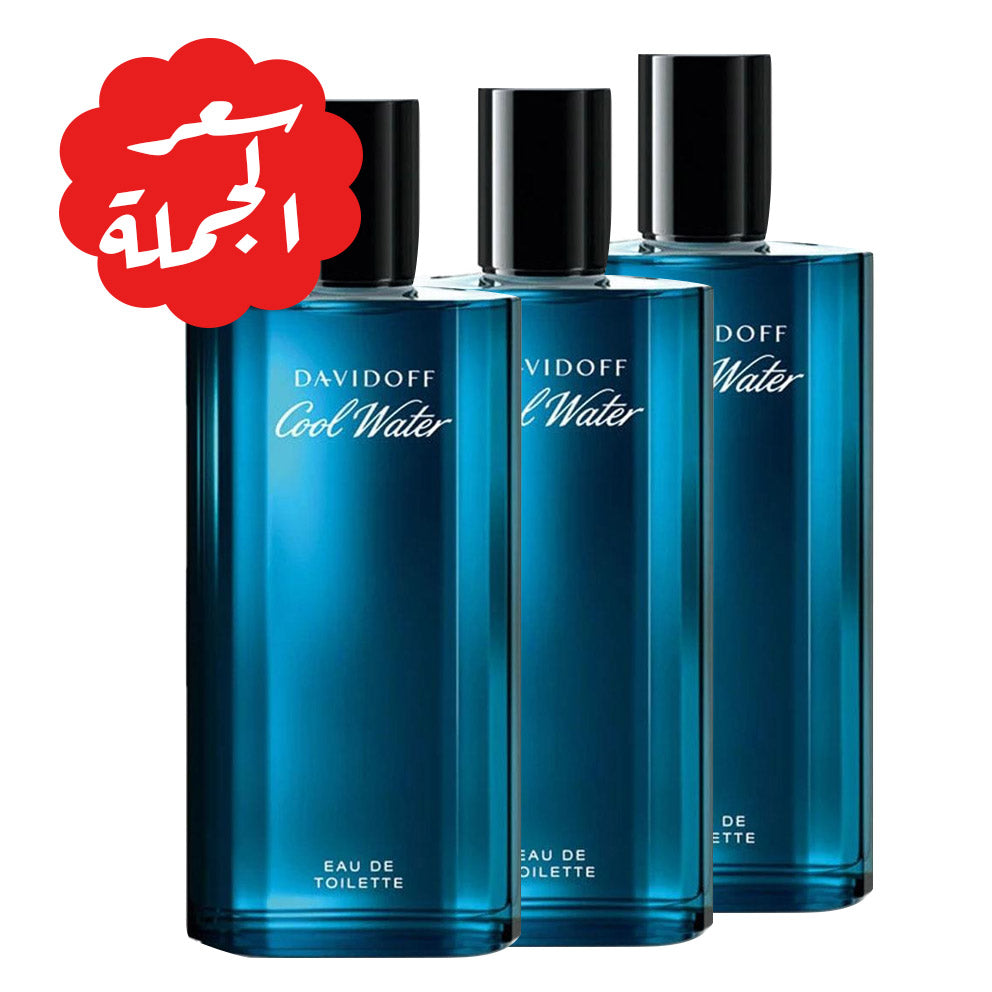 سعر
الجملة
DAVIDOFF
Cool Water
EAU DE
TOILETTE
VIDOFF
l Water
EAU DE
OILETTE
DOFF
Water
DE
ETTE